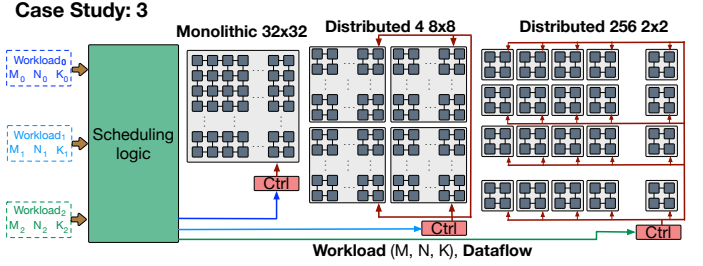 Case Study: 3
Monolithic 32x32
Distributed 4 8x8
Distributed 256 2x2
Workload0
M0 N0 K0
Workload1
M1 N1 K1
Workload2
M2 N2 K2
Scheduling
logic
Ctrl
Ctrl
Ctrl
Workload (M, N, K), Dataflow